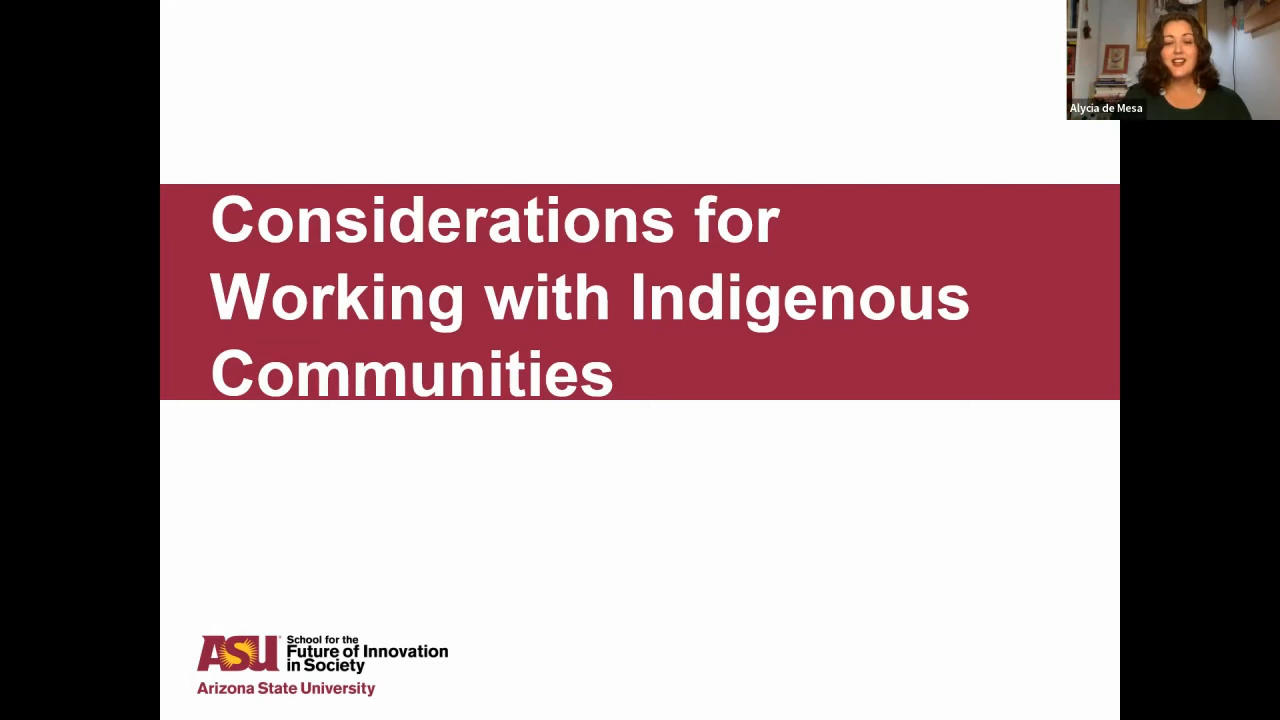 Alycia de Mesa
Considerations for
Working with Indigenous
Communities
ASU
School for the
Future of Innovation
in Society
Arizona State University